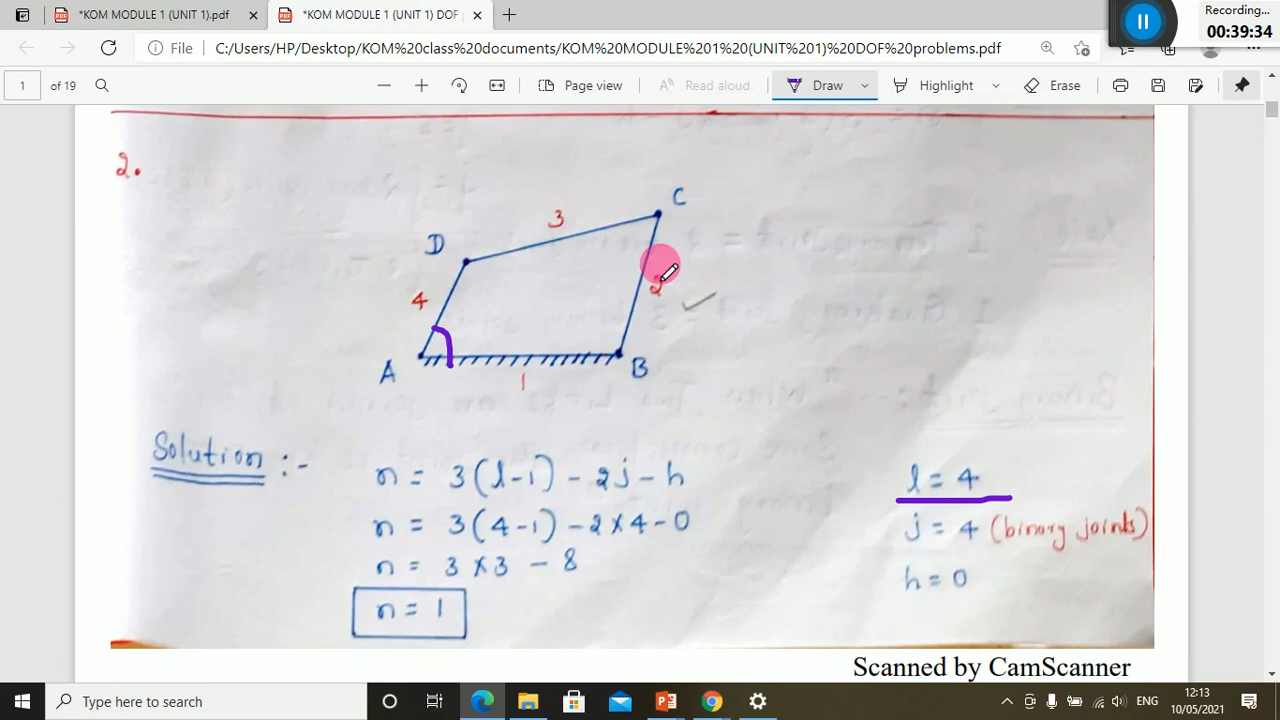 Recording...
00:39:34
*KOM MODULE 1 (UNIT 1).pdf
*KOM MODULE 1 (UNIT 1) DOF
File
C:/Users/HP/Desktop/KOM%20class%20documents/KOM%20MODULE%201%20(UNIT%201)%20DOF%20problems.pdf
1 of 19
Page view
Read aloud
Draw
Highlight
Erase
2.
C
3
D
2
4
A
B
1
Solution :-
n = 3(l-1) - 2j - h
l = 4
n = 3(4-1) - 2×4 - 0
j = 4 (binary joints)
n = 3×3 - 8
h = 0
n = 1
Scanned by CamScanner
Type here to search
ENG
12:13
10/05/2021